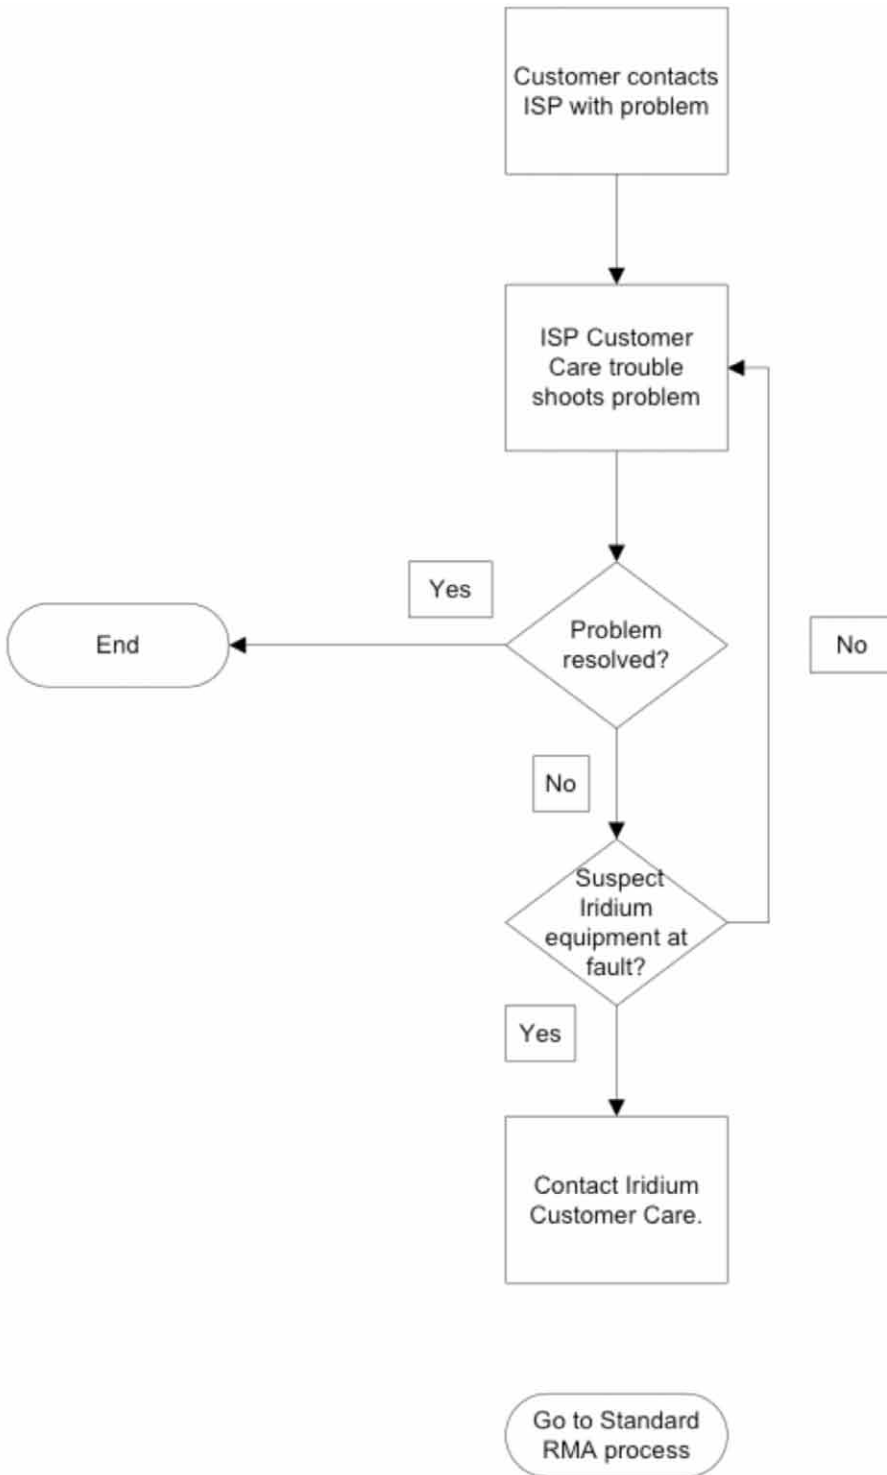 Customer contacts
ISP with problem
ISP Customer
Care trouble
shoots problem
Yes
End
Problem
resolved?
No
No
Suspect
Iridium
equipment at
fault?
Yes
Contact Iridium
Customer Care.
Go to Standard
RMA process